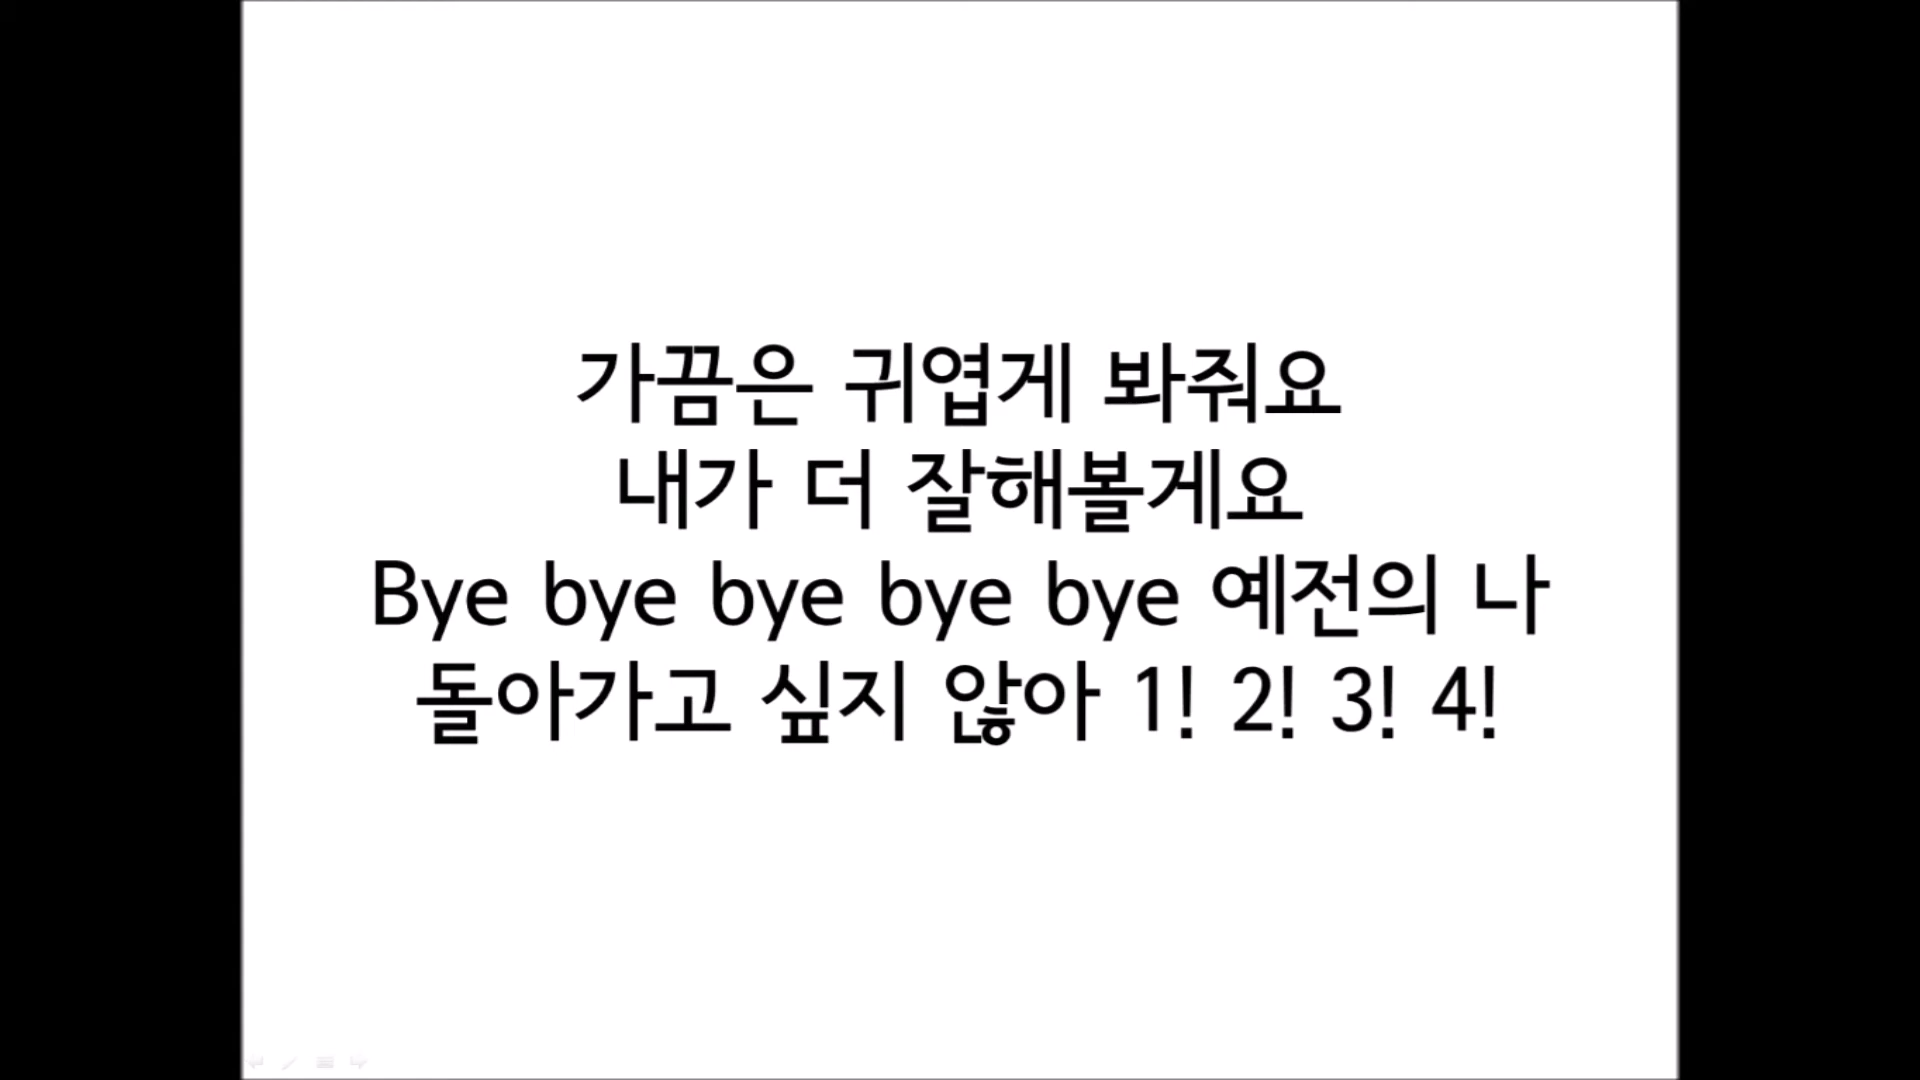 가끔은 귀엽게 봐줘요
내가 더 잘해볼게요
Bye bye bye bye bye 예전의 나
돌아가고 싶지 않아 1! 2! 3! 4!